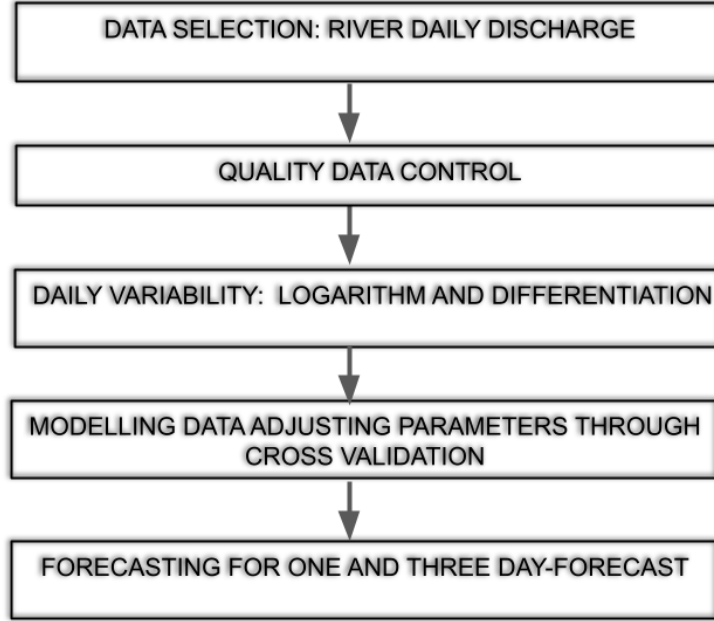 DATA SELECTION: RIVER DAILY DISCHARGE
QUALITY DATA CONTROL
DAILY VARIABILITY: LOGARITHM AND DIFFERENTIATION
MODELLING DATA ADJUSTING PARAMETERS THROUGH
CROSS VALIDATION
FORECASTING FOR ONE AND THREE DAY-FORECAST